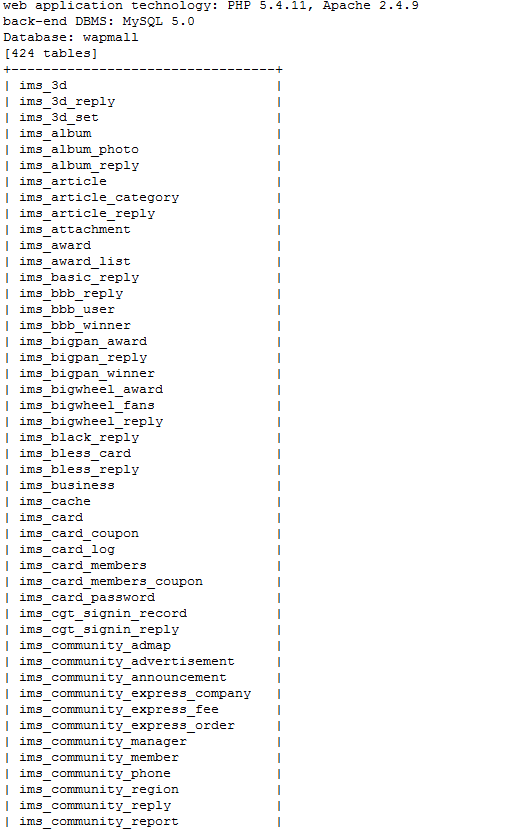 web application technology: PHP 5.4.11, Apache 2.4.9
back-end DBMS: MySQL 5.0
Database: wapmall
[424 tables]
+---------------------------------+
| ims_3d |
| ims_3d_reply |
| ims_3d_set |
| ims_album |
| ims_album_photo |
| ims_album_reply |
| ims_article |
| ims_article_category |
| ims_article_reply |
| ims_attachment |
| ims_award |
| ims_award_list |
| ims_basic_reply |
| ims_bbb_reply |
| ims_bbb_user |
| ims_bbb_winner |
| ims_bigpan_award |
| ims_bigpan_reply |
| ims_bigpan_winner |
| ims_bigwheel_award |
| ims_bigwheel_fans |
| ims_bigwheel_reply |
| ims_black_reply |
| ims_bless_card |
| ims_bless_reply |
| ims_business |
| ims_cache |
| ims_card |
| ims_card_coupon |
| ims_card_log |
| ims_card_members |
| ims_card_members_coupon |
| ims_card_password |
| ims_cgt_signin_record |
| ims_cgt_signin_reply |
| ims_community_admap |
| ims_community_advertisement |
| ims_community_announcement |
| ims_community_express_company |
| ims_community_express_fee |
| ims_community_express_order |
| ims_community_manager |
| ims_community_member |
| ims_community_phone |
| ims_community_region |
| ims_community_reply |
| ims_community_report |